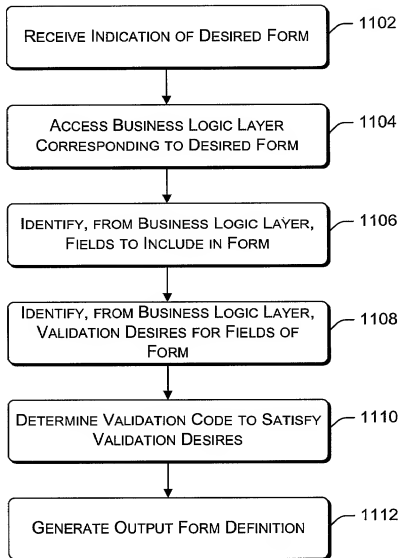 RECEIVE INDICATION OF DESIRED FORM
1102
ACCESS BUSINESS LOGIC LAYER
CORRESPONDING TO DESIRED FORM
1104
IDENTIFY, FROM BUSINESS LOGIC LAYER,
FIELDS TO INCLUDE IN FORM
1106
IDENTIFY, FROM BUSINESS LOGIC LAYER,
VALIDATION DESIRES FOR FIELDS OF
FORM
1108
DETERMINE VALIDATION CODE TO SATISFY
VALIDATION DESIRES
1110
GENERATE OUTPUT FORM DEFINITION
1112